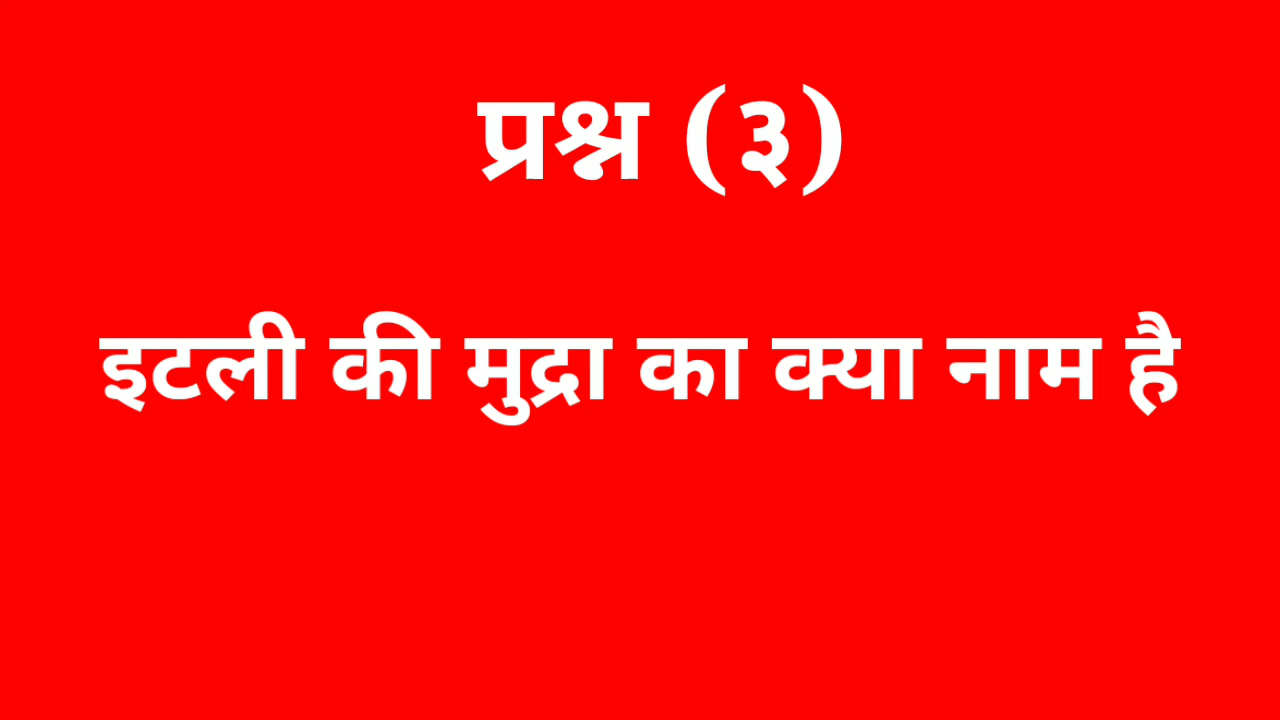 प्रश्न (३)
इटली की मुद्रा का क्या नाम है